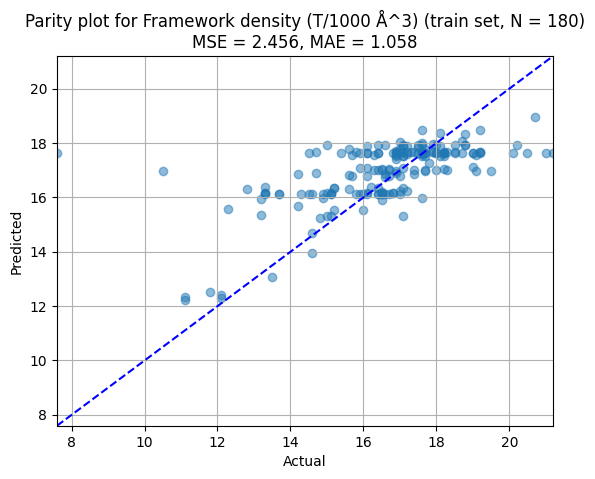 Parity plot for Framework density (T/1000 Å^3) (train set, N = 180)
MSE = 2.456, MAE = 1.058
20
18
16
14
12
10
8
Predicted
8 10 12 14 16 18 20
Actual